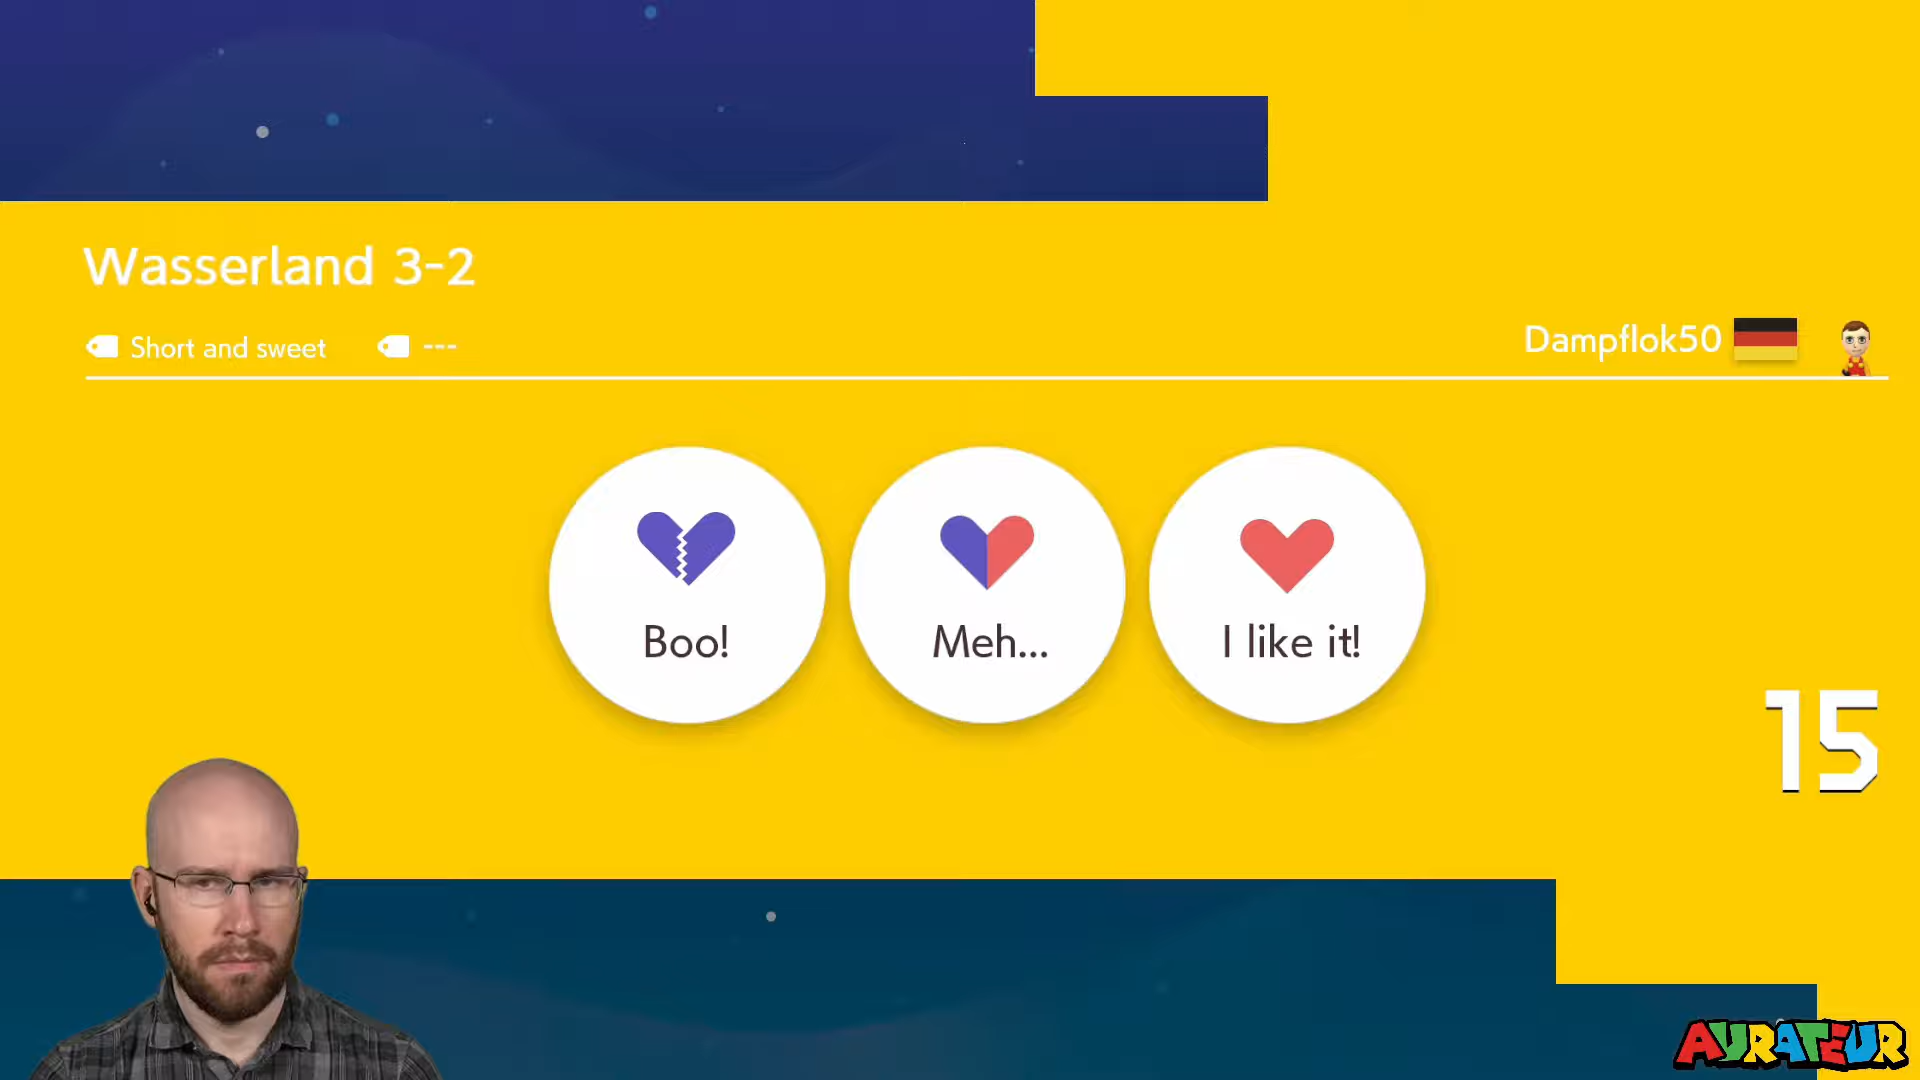 Wasserland 3-2
Short and sweet ---
Dampflok50
Boo!
Meh...
I like it!
15
AURATEUR